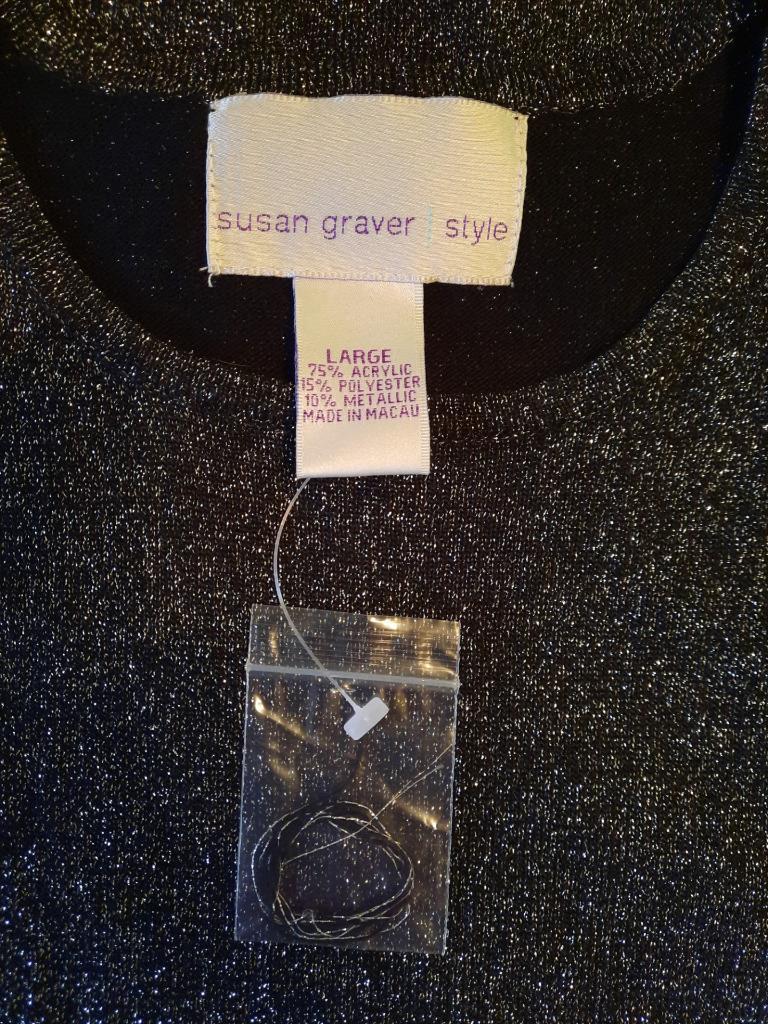 susan graver | style
LARGE
75% ACRYLIC
15% POLYESTER
10% METALLIC
MADE IN MACAU